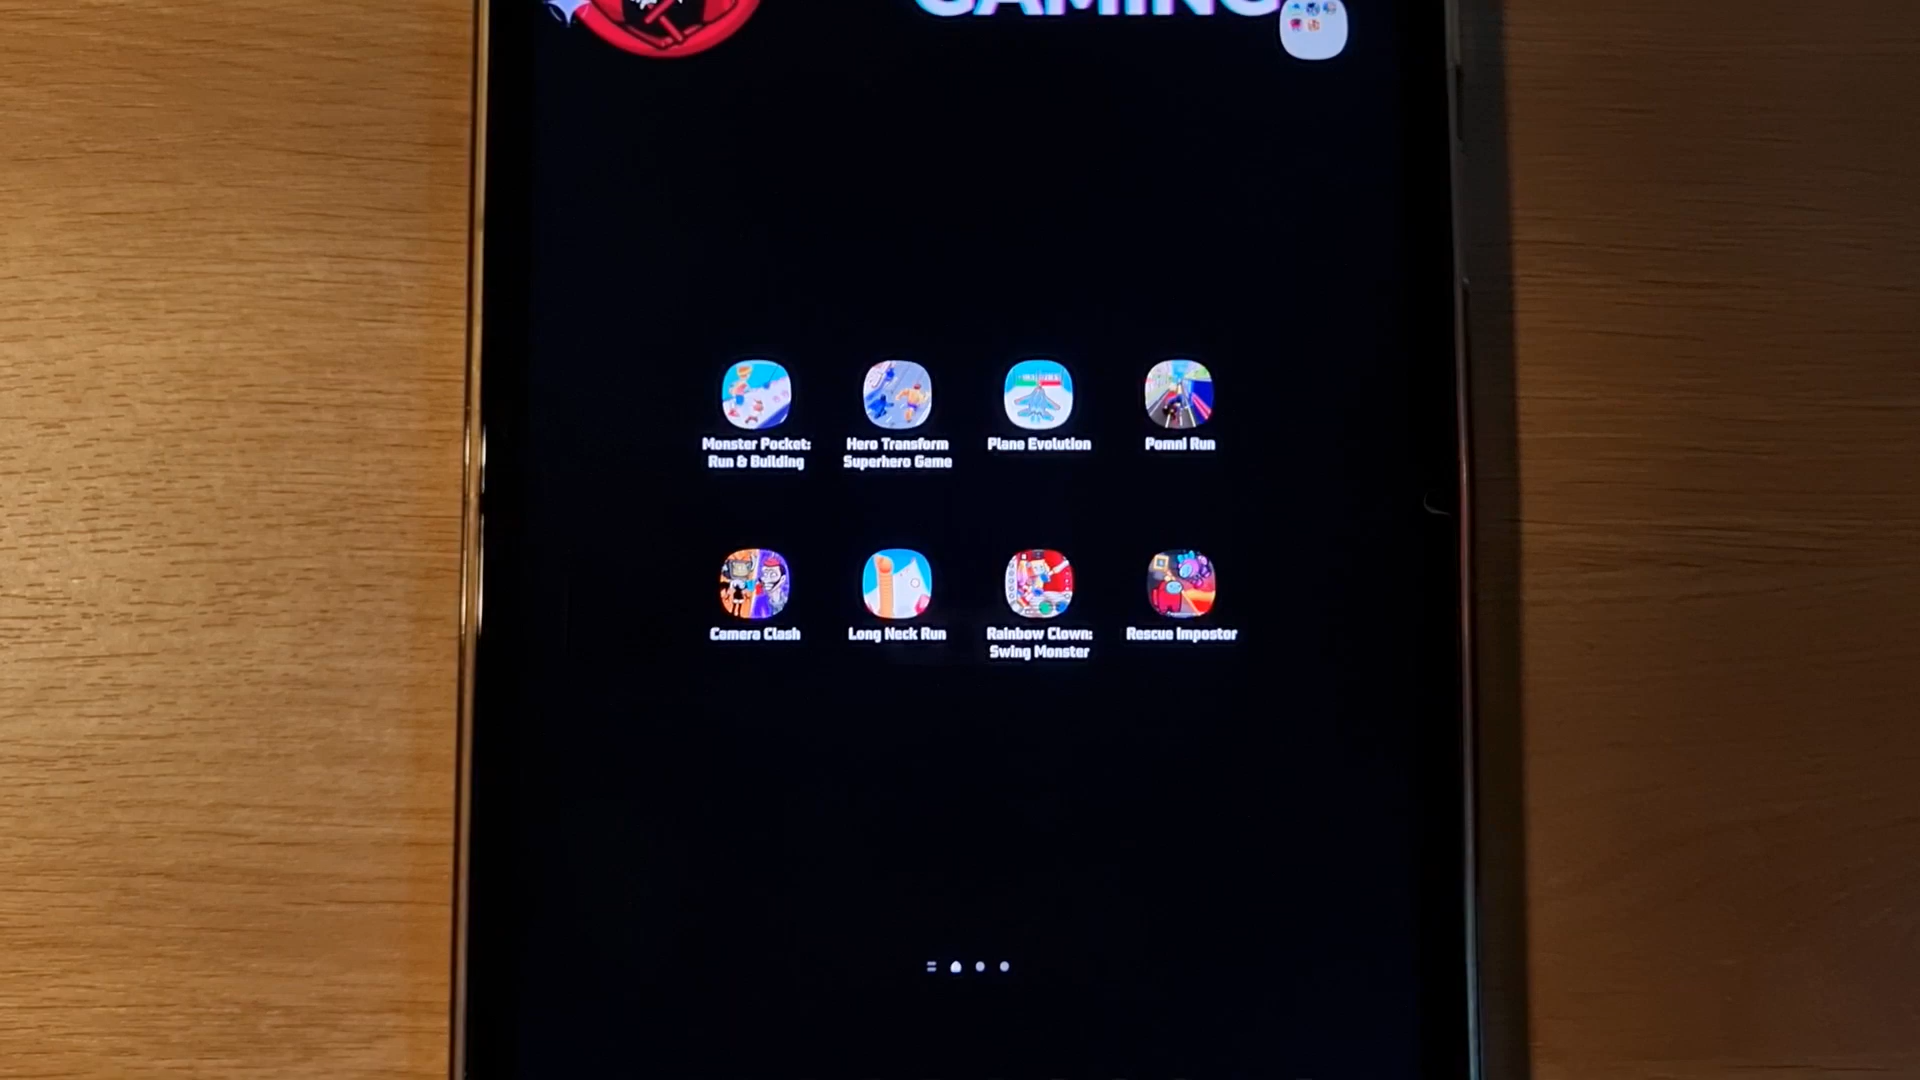 GAMING
Monster Pocket:
Run & Building
Hero Transform
Superhero Game
Plane Evolution
Pomni Run
Camera Clash
Long Neck Run
Rainbow Clown:
Swing Monster
Rescue Impostor